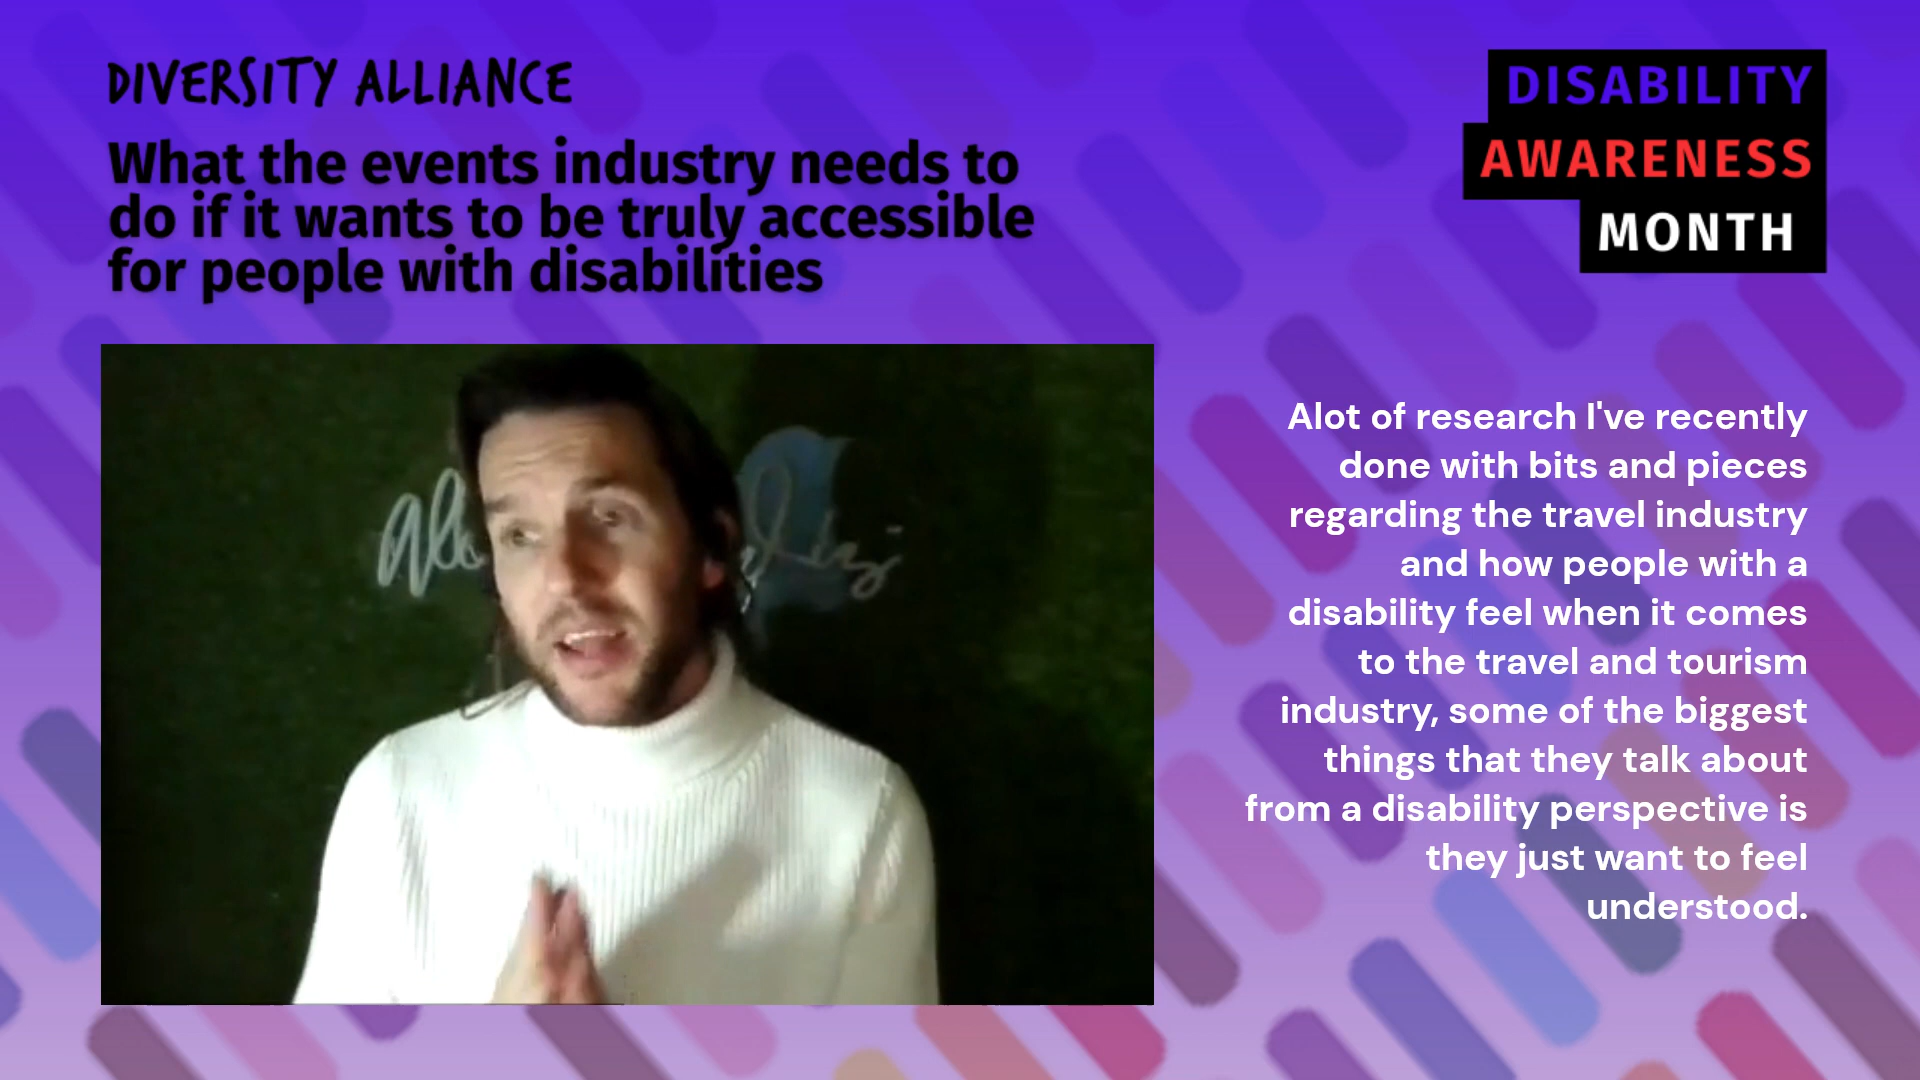 DIVERSITY ALLIANCE
What the events industry needs to
do if it wants to be truly accessible
for people with disabilities
DISABILITY
AWARENESS
MONTH
Alot of research I've recently
done with bits and pieces
regarding the travel industry
and how people with a
disability feel when it comes
to the travel and tourism
industry, some of the biggest
things that they talk about
from a disability perspective is
they just want to feel
understood.